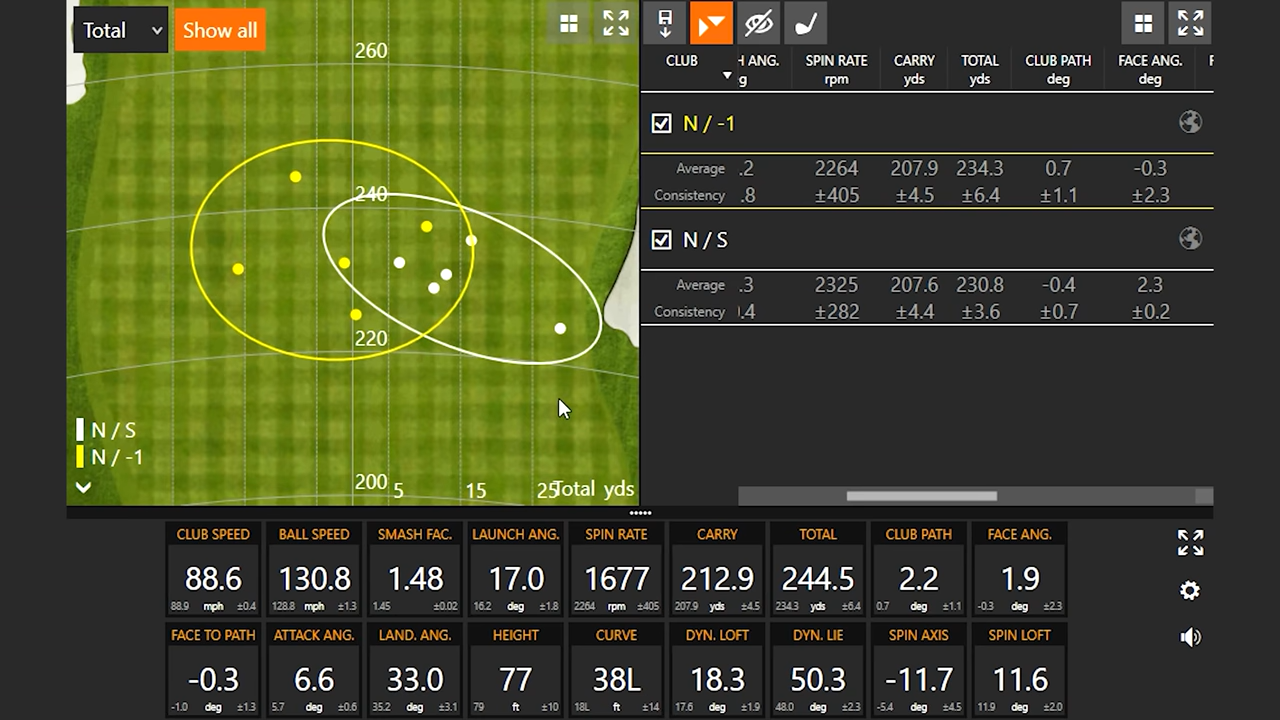 Total
Show all
260
240
220
200
5
15
25
Total yds
N / S
N / -1
CLUB
ANG.
SPIN RATE
rpm
CARRY
yds
TOTAL
yds
CLUB PATH
deg
FACE ANG.
deg
N / -1
Average .2 2264 207.9 234.3 0.7 -0.3
Consistency .8 ±405 ±4.5 ±6.4 ±1.1 ±2.3
N / S
Average .3 2325 207.6 230.8 -0.4 2.3
Consistency .4 ±282 ±4.4 ±3.6 ±0.7 ±0.2
CLUB SPEED BALL SPEED SMASH FAC. LAUNCH ANG. SPIN RATE CARRY TOTAL CLUB PATH FACE ANG.
88.6 130.8 1.48 17.0 1677 212.9 244.5 2.2 1.9
88.9 mph ±0.4 128.8 mph ±1.3 1.45 ±0.02 16.2 deg ±1.8 2264 rpm ±405 207.9 yds ±4.5 234.3 yds ±6.4 0.7 deg ±1.1 -0.3 deg ±2.3
FACE TO PATH ATTACK ANG. LAND. ANG. HEIGHT CURVE DYN. LOFT DYN. LIE SPIN AXIS SPIN LOFT
-0.3 6.6 33.0 77 38L 18.3 50.3 -11.7 11.6
-1.0 deg ±1.3 5.7 deg ±0.6 35.2 deg ±3.1 79 ft ±10 18L ft ±14 17.6 deg ±1.9 48.0 deg ±2.3 -5.4 deg ±4.5 11.9 deg ±2.0